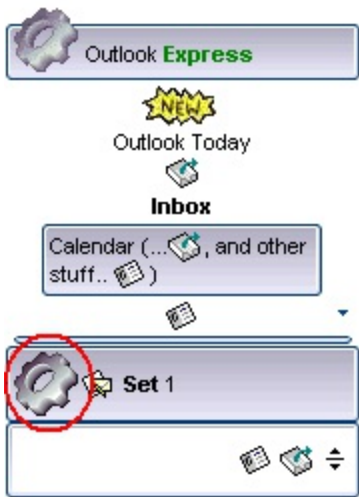 Outlook Express
NEW
Outlook Today
Inbox
Calendar (... , and other
stuff.. )
Set 1